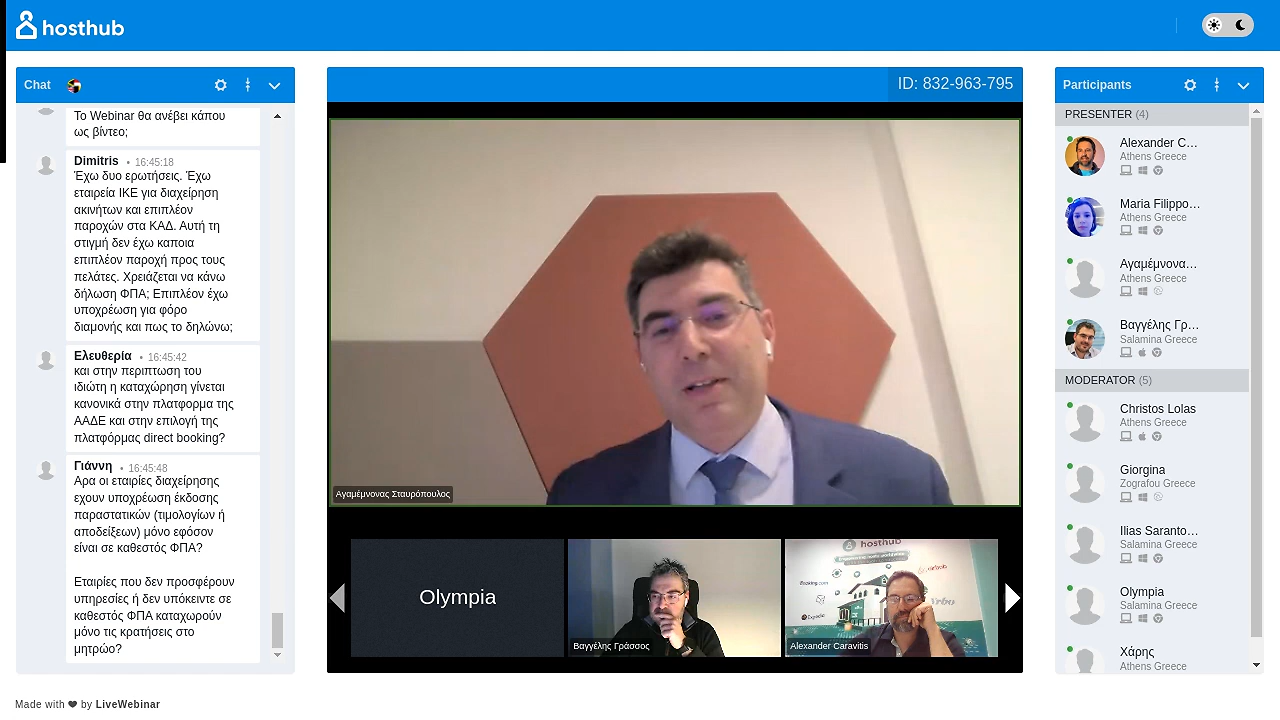 hosthub
Chat
Το Webinar θα ανέβει κάπου
ως βίντεο;
Dimitris • 16:45:18
Έχω δυο ερωτήσεις. Έχω
εταιρεία ΙΚΕ για διαχείρηση
ακινήτων και επιπλέον
παροχών στα ΚΑΔ. Αυτή τη
στιγμή δεν έχω καποια
επιπλέον παροχή προς τους
πελάτες. Χρειάζεται να κάνω
δήλωση ΦΠΑ; Επιπλέον έχω
υποχρέωση για φόρο
διαμονής και πως το δηλώνω;
Ελευθερία • 16:45:42
και στην περιπτωση του
ιδιώτη η καταχώρηση γίνεται
κανονικά στην πλατφορμα της
ΑΑΔΕ και στην επιλογή της
πλατφόρμας direct booking?
Γιάννη • 16:45:48
Αρα οι εταιρίες διαχείρησης
εχουν υποχρέωση έκδοσης
παραστατικών (τιμολογίων ή
αποδείξεων) μόνο εφόσον
είναι σε καθεστός ΦΠΑ?
Εταιρίες που δεν προσφέρουν
υπηρεσίες ή δεν υπόκειντε σε
καθεστός ΦΠΑ καταχωρούν
μόνο τις κρατήσεις στο
μητρώο?
ID: 832-963-795
Αγαμέμνονας Σταυρόπουλος
Olympia
Βαγγέλης Γράσσος
hosthub
Booking.com
airbnb
Expedia
Vrbo
Alexander Caravitis
Participants
PRESENTER (4)
Alexander C...
Athens Greece
Maria Filippo...
Athens Greece
Αγαμέμνονα...
Athens Greece
Βαγγέλης Γρ...
Salamina Greece
MODERATOR (5)
Christos Lolas
Athens Greece
Giorgina
Zografou Greece
Ilias Saranto...
Salamina Greece
Olympia
Salamina Greece
Χάρης
Athens Greece
Made with ❤ by LiveWebinar